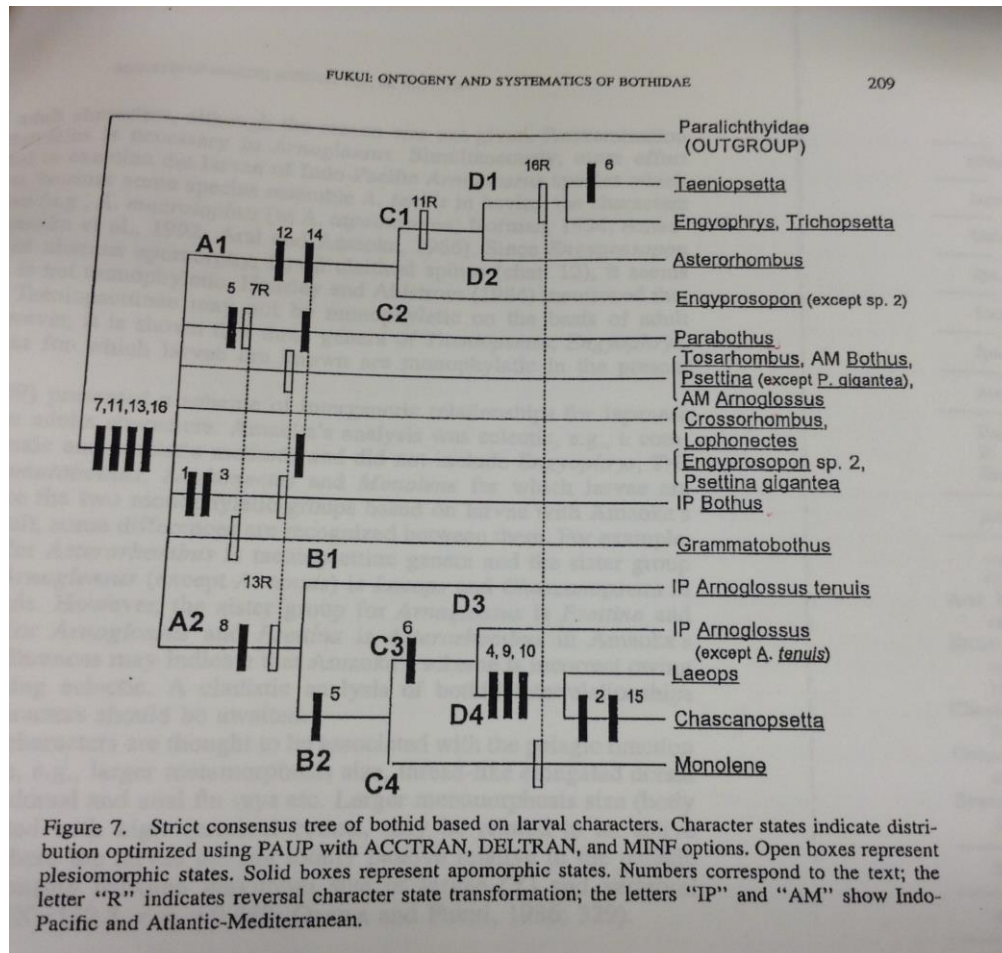 FUKUI: ONTOGENY AND SYSTEMATICS OF BOTHIDAE 209
Paralichthyidae
(OUTGROUP)
16R 6
D1
Taeniopsetta
C1 11R
Engyophrys, Trichopsetta
A1 12 14
D2
Asterorhombus
5 7R
C2
Engyprosopon (except sp. 2)
Parabothus
Tosarhombus, AM Bothus,
Psettina (except P. gigantea),
AM Arnoglossus
7,11,13,16
Crossorhombus,
Lophonectes
Engyprosopon sp. 2,
Psettina gigantea
1 3
IP Bothus
B1
Grammatobothus
13R
D3
IP Arnoglossus tenuis
A2 8
C3 6
IP Arnoglossus
(except A. tenuis)
4, 9, 10
Laeops
5
D4
2 15
Chascanopsetta
B2
C4
Monolene
Figure 7. Strict consensus tree of bothid based on larval characters. Character states indicate distri-
bution optimized using PAUP with ACCTRAN, DELTRAN, and MINF options. Open boxes represent
plesiomorphic states. Solid boxes represent apomorphic states. Numbers correspond to the text; the
letter “R” indicates reversal character state transformation; the letters “IP” and “AM” show Indo-
Pacific and Atlantic-Mediterranean.